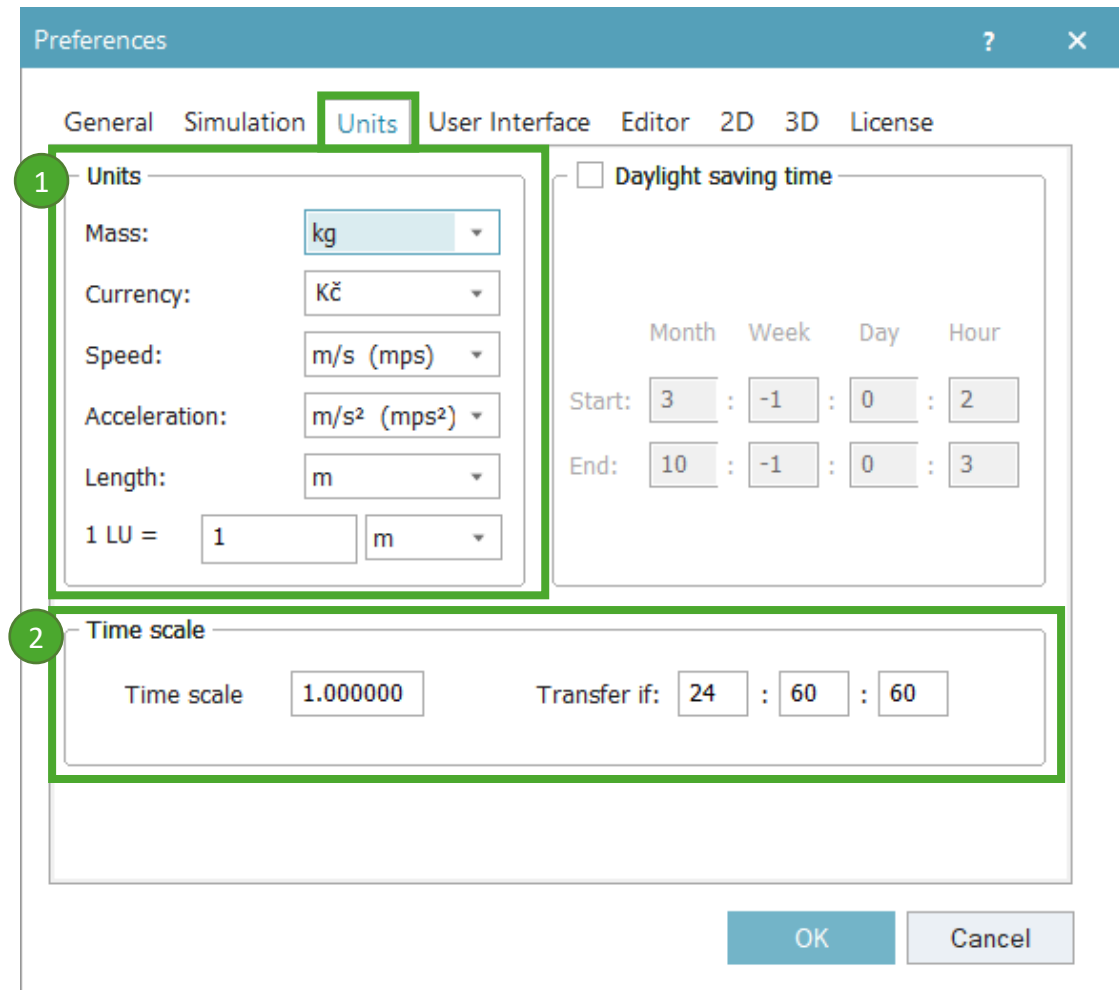 Preferences ? ×
General Simulation Units User Interface Editor 2D 3D License
1
Units
Mass: kg
Currency: Kč
Speed: m/s (mps)
Acceleration: m/s² (mps²)
Length: m
1 LU = 1 m
Daylight saving time
Month Week Day Hour
Start: 3 : -1 : 0 : 2
End: 10 : -1 : 0 : 3
2
Time scale
Time scale 1.000000 Transfer if: 24 : 60 : 60
OK Cancel